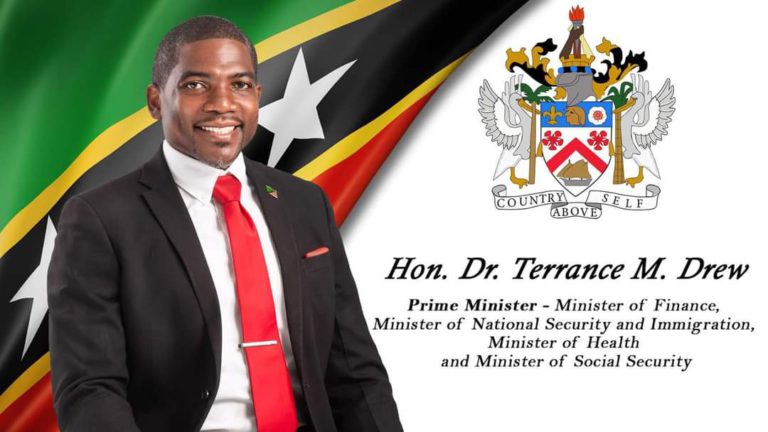 COUNTRY ABOVE SELF
Hon. Dr. Terrance M. Drew
Prime Minister - Minister of Finance,
Minister of National Security and Immigration,
Minister of Health
and Minister of Social Security